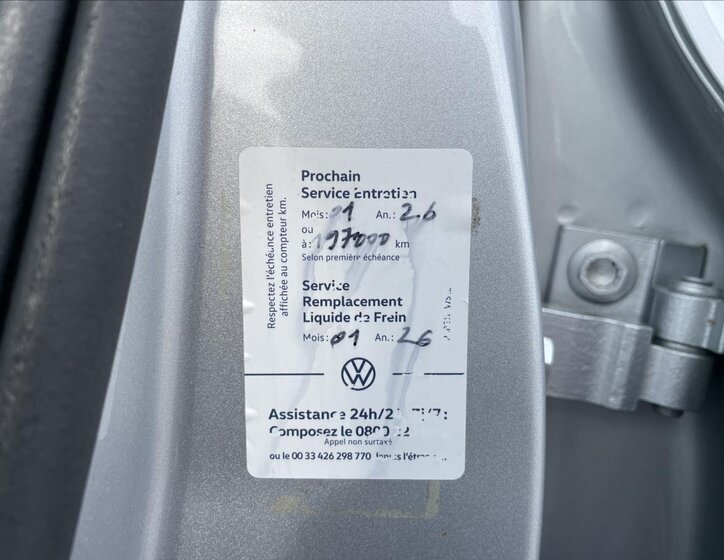 Prochain
Service Entretien
Mois: 01 An.: 26
ou
à: 197000 km
Selon première échéance
Respectez l'échéance entretien
affichée au compteur km.
Service
Remplacement
Liquide de Frein
Mois: 01 An.: 26
Assistance 24h/24
Composez le 0800
Appel non surtaxé
ou le 00 33 426 298 770